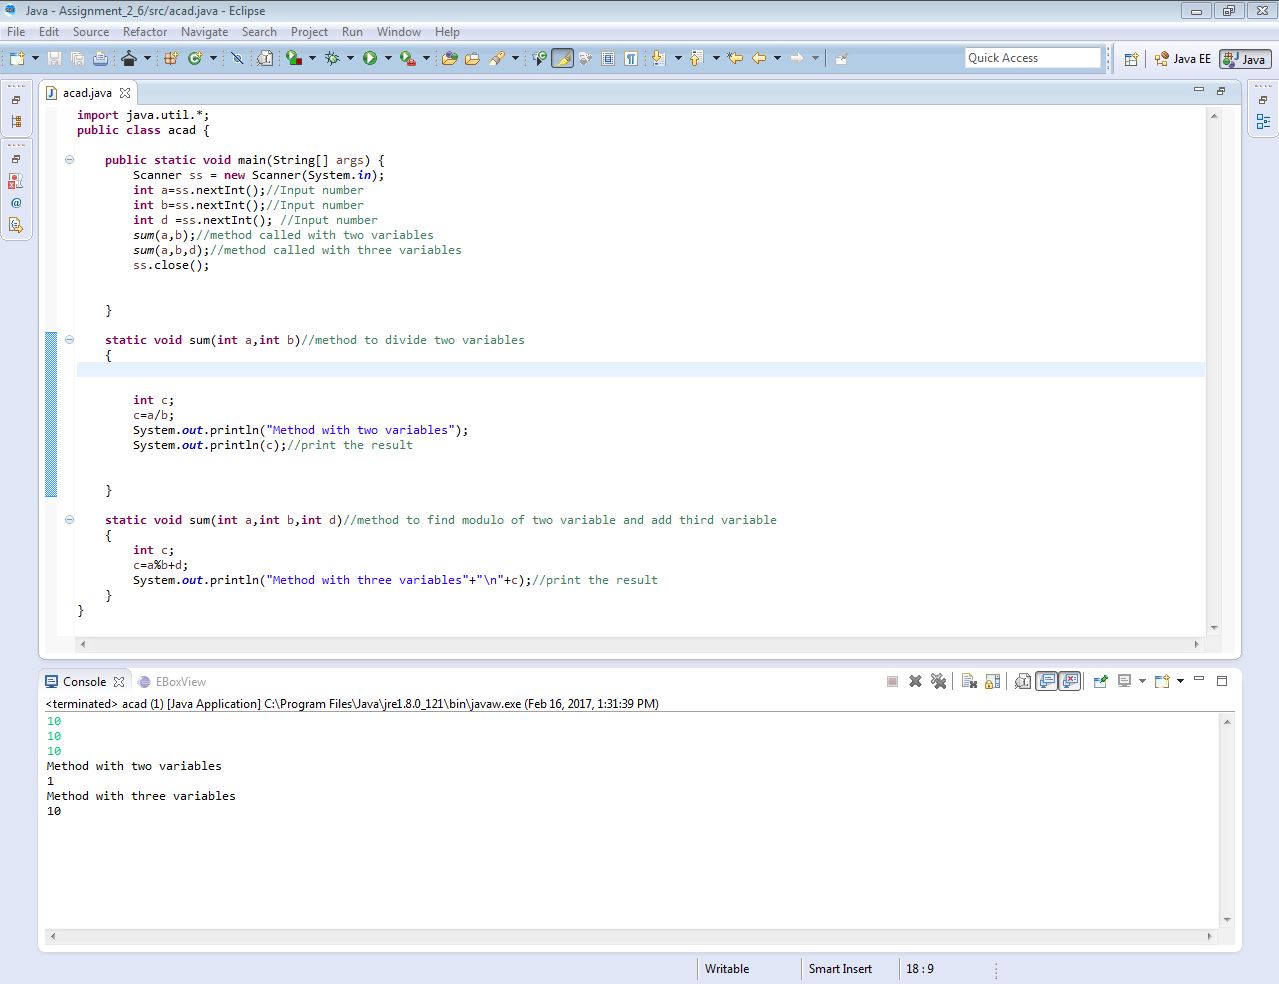 Java - Assignment_2_6/src/acad.java - Eclipse
File Edit Source Refactor Navigate Search Project Run Window Help
Quick Access
Java EE
Java
acad.java
import java.util.*;
public class acad {
public static void main(String[] args) {
Scanner ss = new Scanner(System.in);
int a=ss.nextInt();//Input number
int b=ss.nextInt();//Input number
int d =ss.nextInt(); //Input number
sum(a,b);//method called with two variables
sum(a,b,d);//method called with three variables
ss.close();
}
static void sum(int a,int b)//method to divide two variables
{
int c;
c=a/b;
System.out.println("Method with two variables");
System.out.println(c);//print the result
}
static void sum(int a,int b,int d)//method to find modulo of two variable and add third variable
{
int c;
c=a%b+d;
System.out.println("Method with three variables"+"\n"+c);//print the result
}
}
Console EBoxView
<terminated> acad (1) [Java Application] C:\Program Files\Java\jre1.8.0_121\bin\javaw.exe (Feb 16, 2017, 1:31:39 PM)
10
10
10
Method with two variables
1
Method with three variables
10
Writable Smart Insert 18 : 9